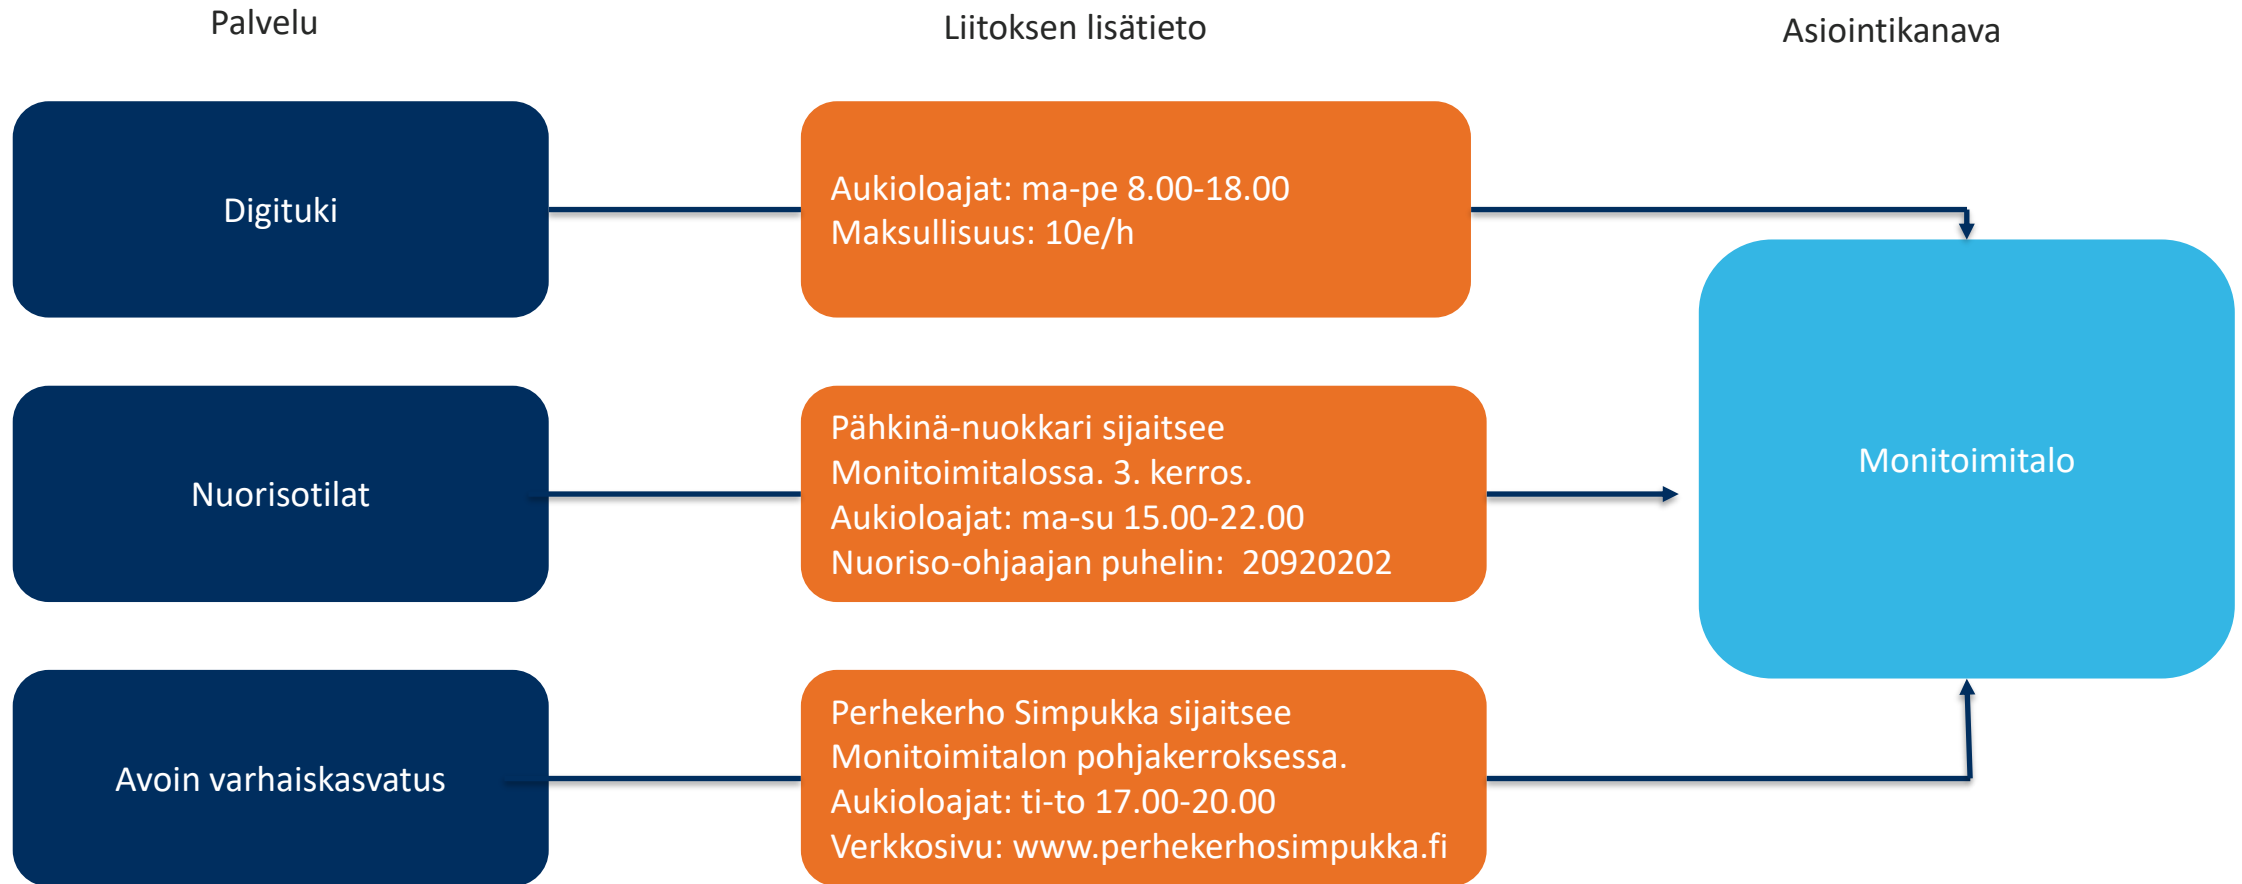 Palvelu
Liitoksen lisätieto
Asiointikanava
Digituki
Aukioloajat: ma-pe 8.00-18.00
Maksullisuus: 10e/h
Nuorisotilat
Pähkinä-nuokkari sijaitsee
Monitoimitalossa. 3. kerros.
Aukioloajat: ma-su 15.00-22.00
Nuoriso-ohjaajan puhelin:  20920202
Monitoimitalo
Avoin varhaiskasvatus
Perhekerho Simpukka sijaitsee
Monitoimitalon pohjakerroksessa.
Aukioloajat: ti-to 17.00-20.00
Verkkosivu: www.perhekerhosimpukka.fi